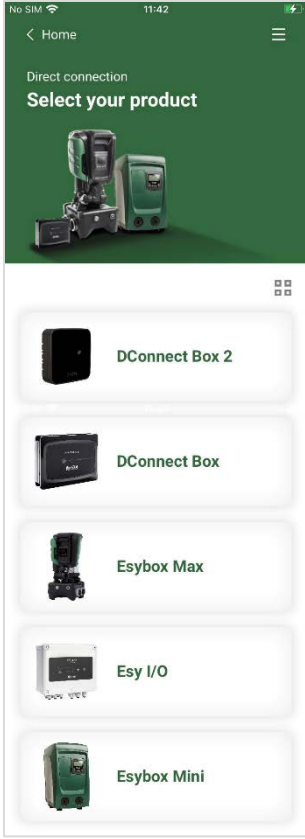 No SIM 11:42
Home
Direct connection
Select your product
DConnect Box 2
DConnect Box
Esybox Max
Esy I/O
Esybox Mini